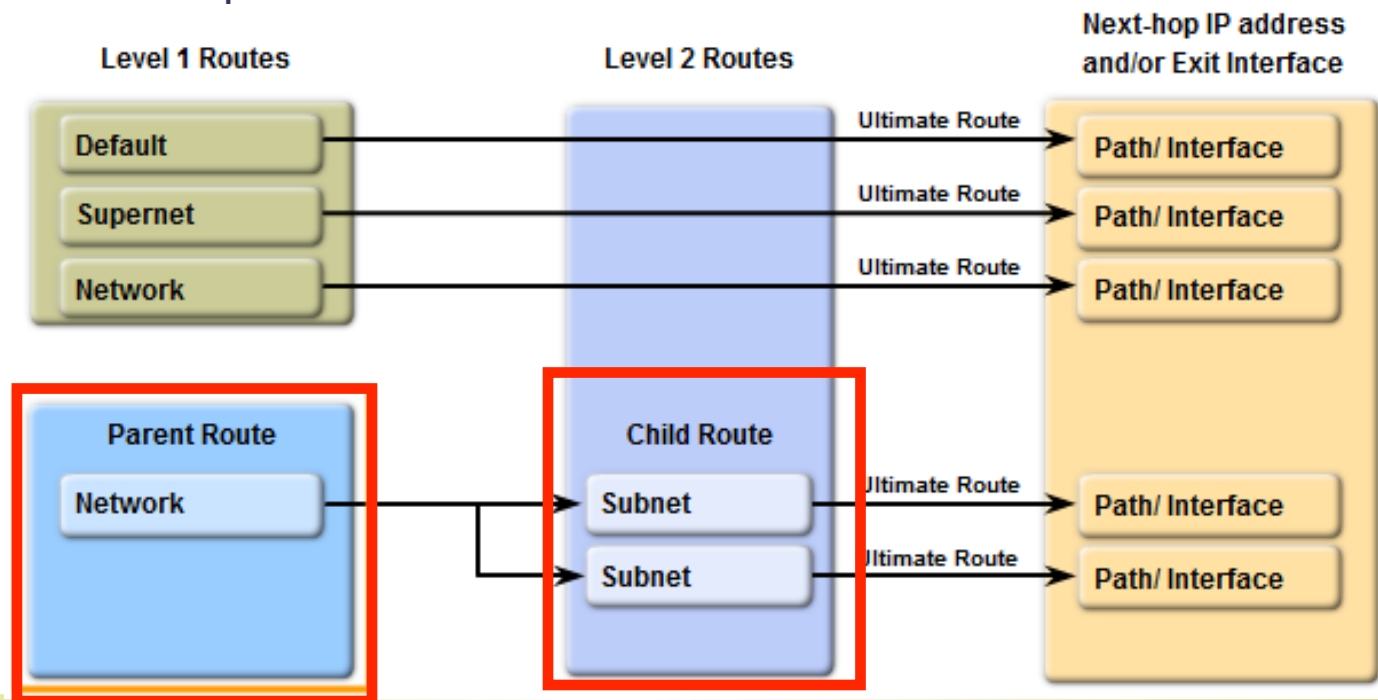 Level 1 Routes
Level 2 Routes
Next-hop IP address
and/or Exit Interface
Default
Ultimate Route
Path/ Interface
Supernet
Ultimate Route
Path/ Interface
Network
Ultimate Route
Path/ Interface
Parent Route
Child Route
Network
Subnet
Ultimate Route
Path/ Interface
Subnet
Ultimate Route
Path/ Interface